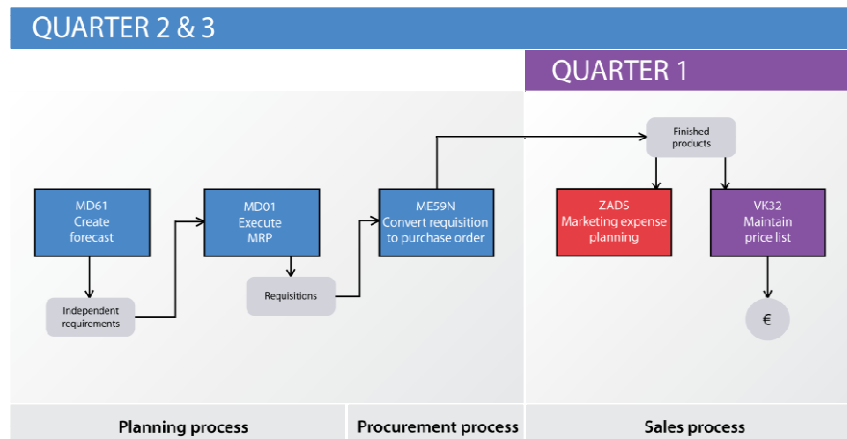 QUARTER 2 & 3
QUARTER 1
Finished
products
MD61
Create
forecast
MD01
Execute
MRP
ME59N
Convert requisition
to purchase order
ZADS
Marketing expense
planning
VK32
Maintain
price list
Independent
requirements
Requisitions
€
Planning process
Procurement process
Sales process